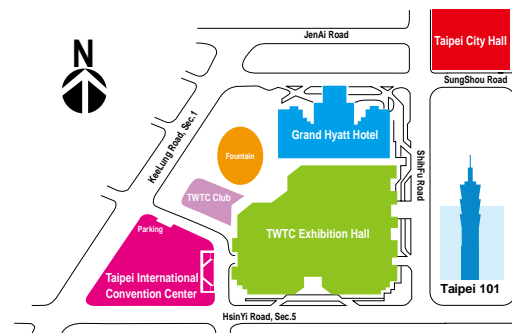 JenAi Road
Taipei City Hall
N
SungShou Road
KeeLung Road, Sec.1
Grand Hyatt Hotel
Fountain
ShihFu Road
TWTC Club
Parking
TWTC Exhibition Hall
Taipei International
Convention Center
Taipei 101
HsinYi Road, Sec.5